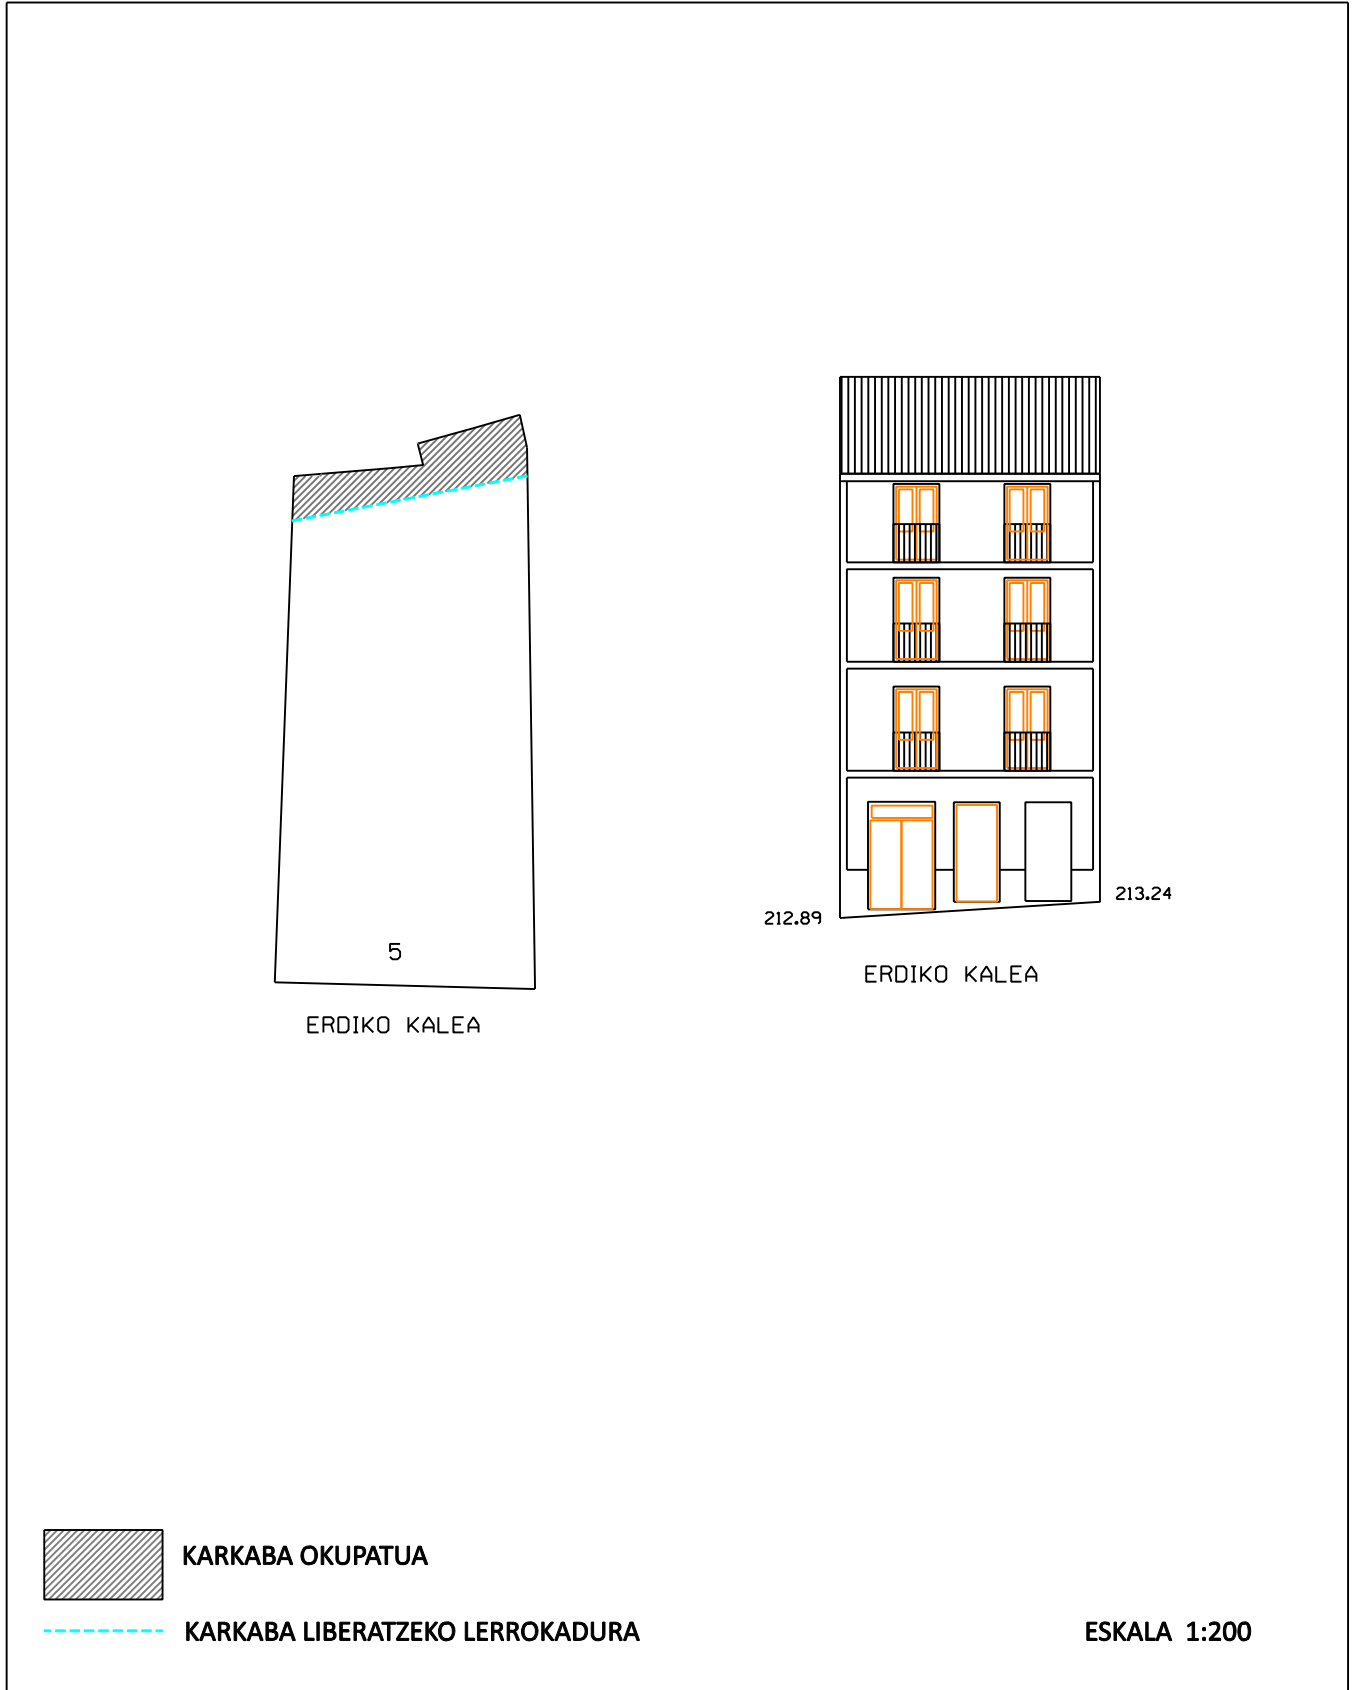 5
ERDIKO KALEA
212.89
213.24
ERDIKO KALEA
KARKABA OKUPATUA
KARKABA LIBERATZEKO LERROKADURA
ESKALA 1:200